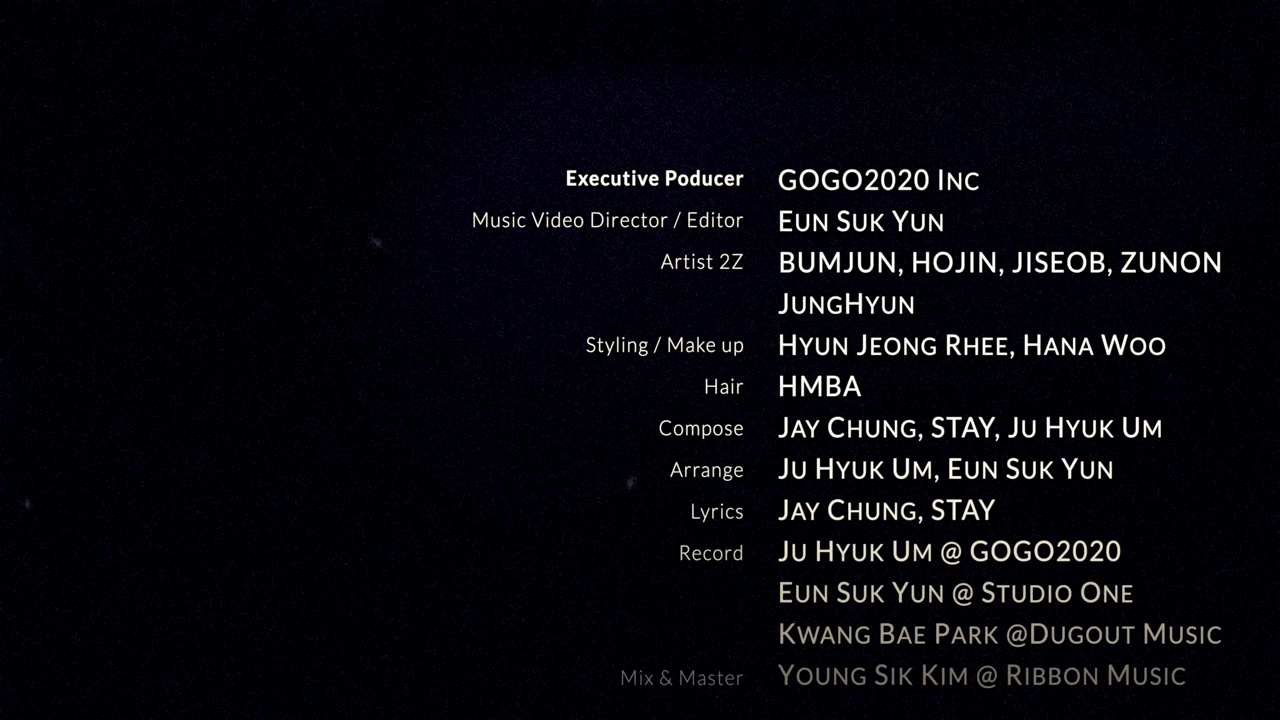 Executive Poducer GOGO2020 Inc
Music Video Director / Editor Eun Suk Yun
Artist 2Z BUMJUN, HOJIN, JISEOB, ZUNON
JungHyun
Styling / Make up Hyun Jeong Rhee, Hana Woo
Hair HMBA
Compose Jay Chung, STAY, Ju Hyuk Um
Arrange Ju Hyuk Um, Eun Suk Yun
Lyrics Jay Chung, STAY
Record Ju Hyuk Um @ GOGO2020
Eun Suk Yun @ Studio One
Kwang Bae Park @Dugout Music
Mix & Master Young Sik Kim @ Ribbon Music